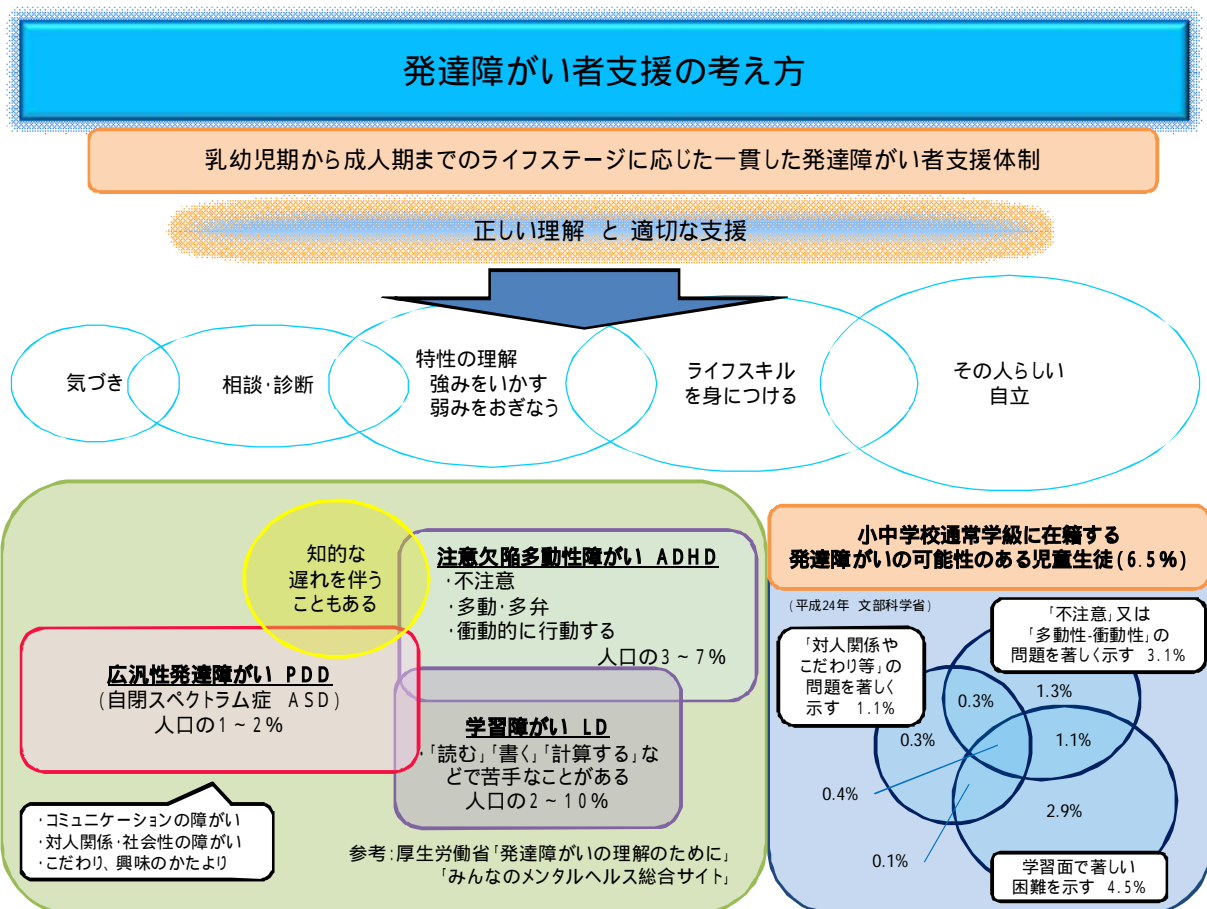 発達障がい者支援の考え方
乳幼児期から成人期までのライフステージに応じた一貫した発達障がい者支援体制
正しい理解 と 適切な支援
気づき
相談・診断
特性の理解
強みをいかす
弱みをおぎなう
ライフスキル
を身につける
その人らしい
自立
知的な
遅れを伴う
こともある
注意欠陥多動性障がい ADHD
・不注意
・多動・多弁
・衝動的に行動する
人口の3~7%
広汎性発達障がい PDD
(自閉スペクトラム症 ASD)
人口の1~2%
学習障がい LD
・「読む」「書く」「計算する」な
どで苦手なことがある
人口の2~10%
・コミュニケーションの障がい
・対人関係・社会性の障がい
・こだわり、興味のかたより
参考:厚生労働省「発達障がいの理解のために」
「みんなのメンタルヘルス総合サイト」
小中学校通常学級に在籍する
発達障がいの可能性のある児童生徒(6.5%)
(平成24年 文部科学省)
「不注意」又は
「多動性-衝動性」の
問題を著しく示す 3.1%
「対人関係や
こだわり等」の
問題を著しく
示す 1.1%
0.3%
1.3%
0.3%
1.1%
0.4%
2.9%
0.1%
学習面で著しい
困難を示す 4.5%